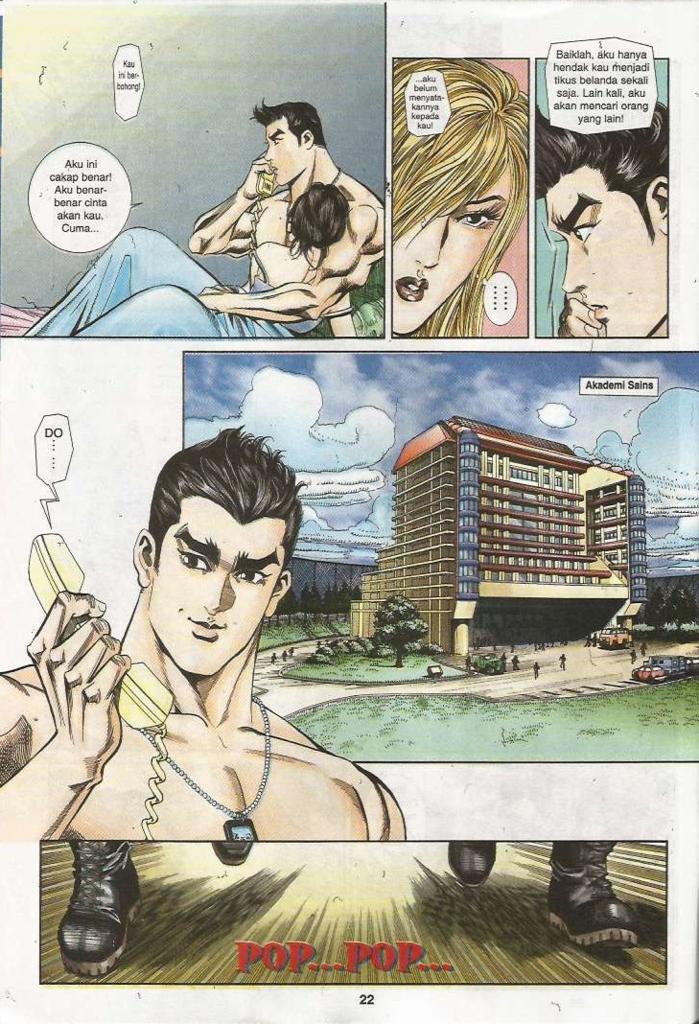 Kau
ini ber-
bohong!
Aku ini
cakap benar!
Aku benar-
benar cinta
akan kau.
Cuma...
...aku
belum
menyata-
kannya
kepada
kau!
Baiklah, aku hanya
hendak kau menjadi
tikus belanda sekali
saja. Lain kali, aku
akan mencari orang
yang lain!
Akademi Sains
DO
......
POP...POP...
22